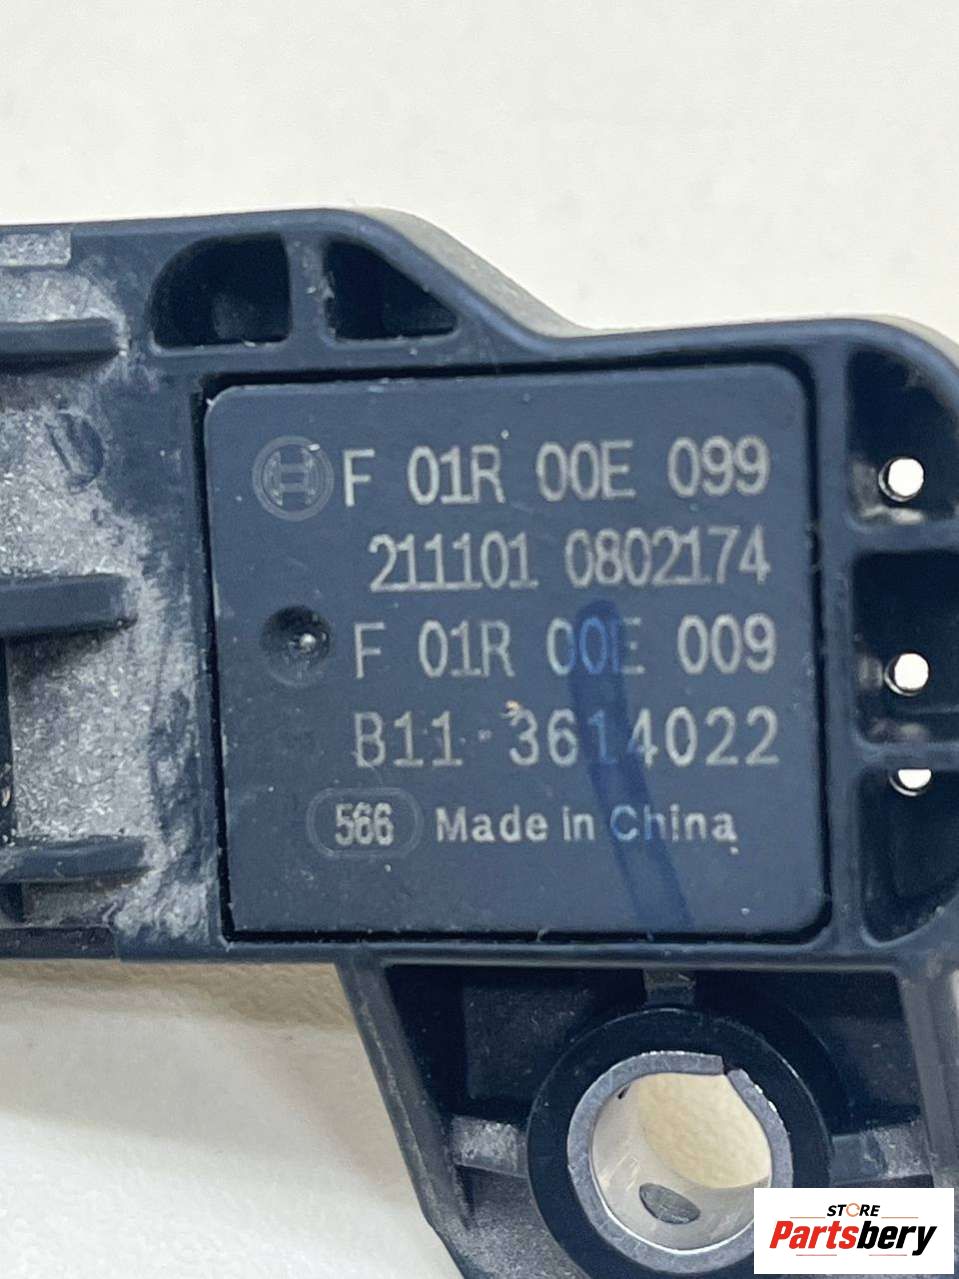 F 01R 00E 099
211101 0802174
F 01R 00E 009
B11-3614022
566 Made in China
STORE
Partsbery